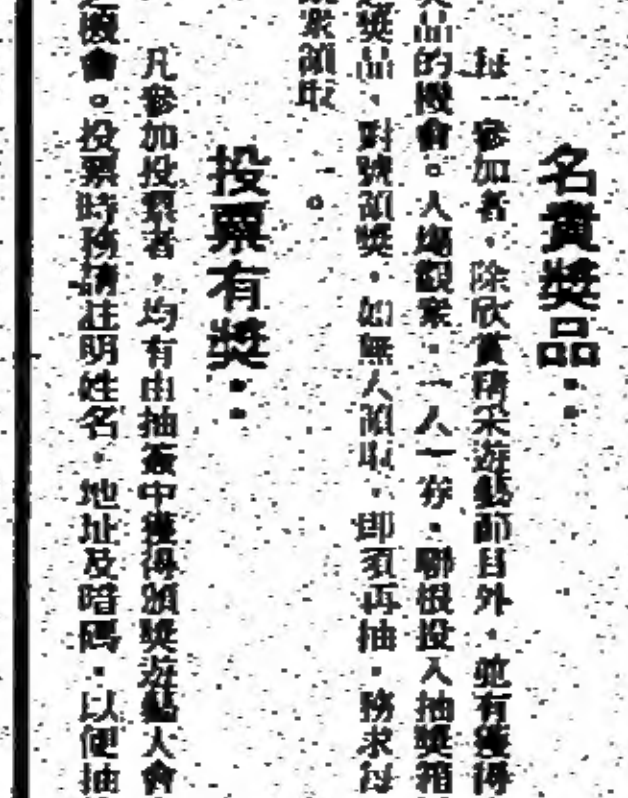 名貴獎品：
每一參加者，除欣賞精采遊藝節目外，並有獲得
品的機會。入場觀衆，一人一券，聯根投入抽獎箱
獎品，對號領獎，如無人領取，即須再抽，務求每
衆領取　。
投票有獎：
凡參加投票者，均有由抽籤中獲得頒獎遊藝大會
機會。投票時務請註明姓名，地址及暗碼，以便抽